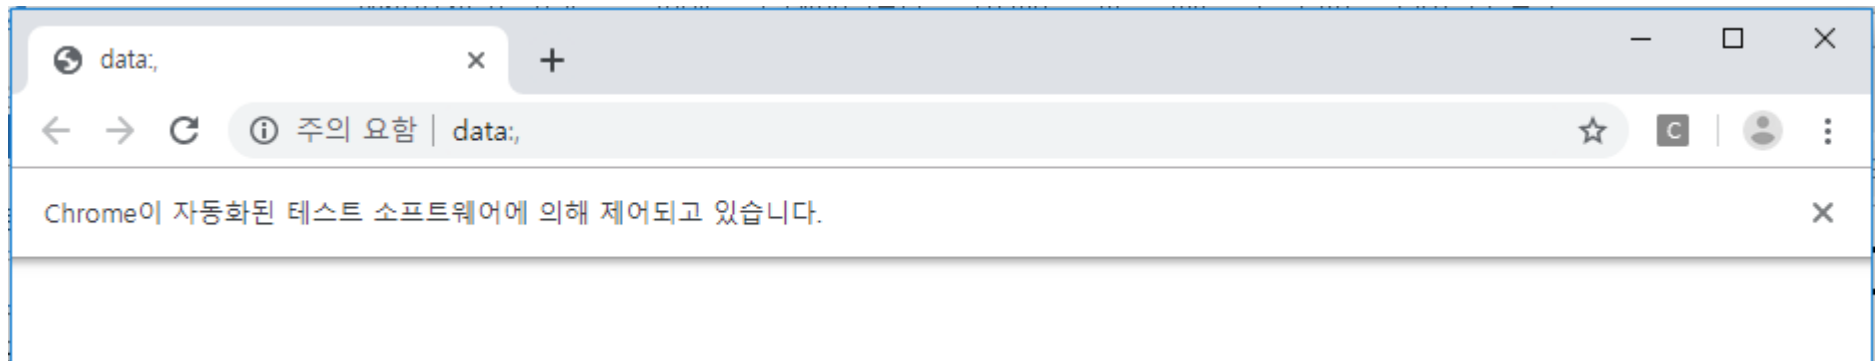 data:,
주의 요함 data:,
C
Chrome이 자동화된 테스트 소프트웨어에 의해 제어되고 있습니다.